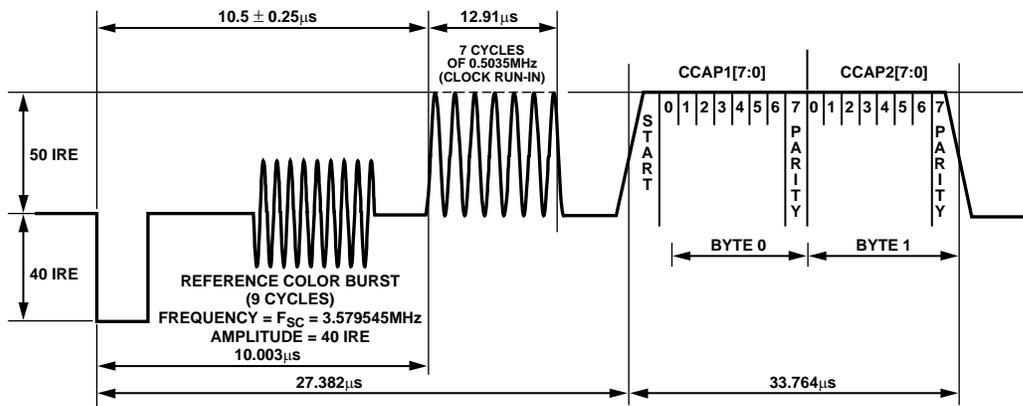 10.5 ± 0.25μs
12.91μs
7 CYCLES
OF 0.5035MHz
(CLOCK RUN-IN)
CCAP1[7:0]
CCAP2[7:0]
0 1 2 3 4 5 6 7 0 1 2 3 4 5 6 7
START
PARITY
PARITY
50 IRE
40 IRE
BYTE 0
BYTE 1
REFERENCE COLOR BURST
(9 CYCLES)
FREQUENCY = FSC = 3.579545MHz
AMPLITUDE = 40 IRE
10.003μs
27.382μs
33.764μs